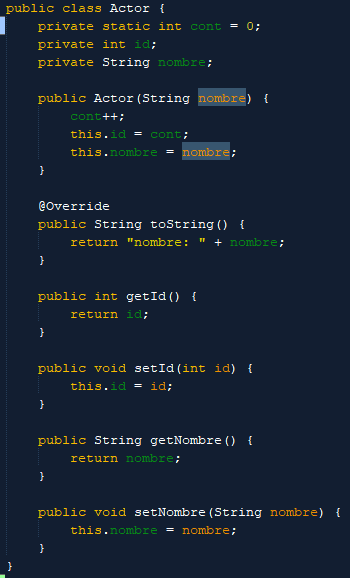 public class Actor {
    private static int cont = 0;
    private int id;
    private String nombre;

    public Actor(String nombre) {
        cont++;
        this.id = cont;
        this.nombre = nombre;
    }

    @Override
    public String toString() {
        return "nombre: " + nombre;
    }

    public int getId() {
        return id;
    }

    public void setId(int id) {
        this.id = id;
    }

    public String getNombre() {
        return nombre;
    }

    public void setNombre(String nombre) {
        this.nombre = nombre;
    }
}